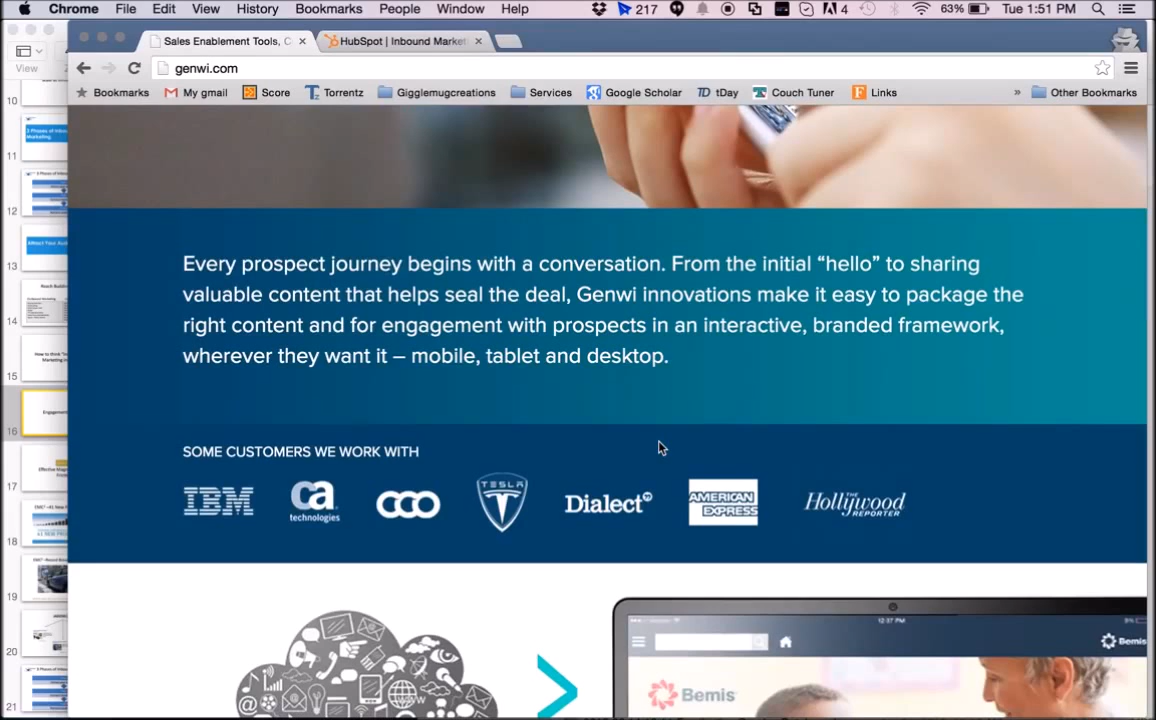 Chrome File Edit View History Bookmarks People Window Help 217 4 63% Tue 1:51 PM
View
Sales Enablement Tools, C
HubSpot | Inbound Market
genwi.com
Bookmarks My gmail Score Torrentz Gigglemugcreations Services Google Scholar tDay Couch Tuner Links » Other Bookmarks
10
11
12
13
14
15
16
17
18
19
20
21
Every prospect journey begins with a conversation. From the initial “hello” to sharing
valuable content that helps seal the deal, Genwi innovations make it easy to package the
right content and for engagement with prospects in an interactive, branded framework,
wherever they want it – mobile, tablet and desktop.
SOME CUSTOMERS WE WORK WITH
IBM
ca technologies
CCC
TESLA
Dialect
AMERICAN EXPRESS
The Hollywood REPORTER
12:37 PM
Bemis
Bemis